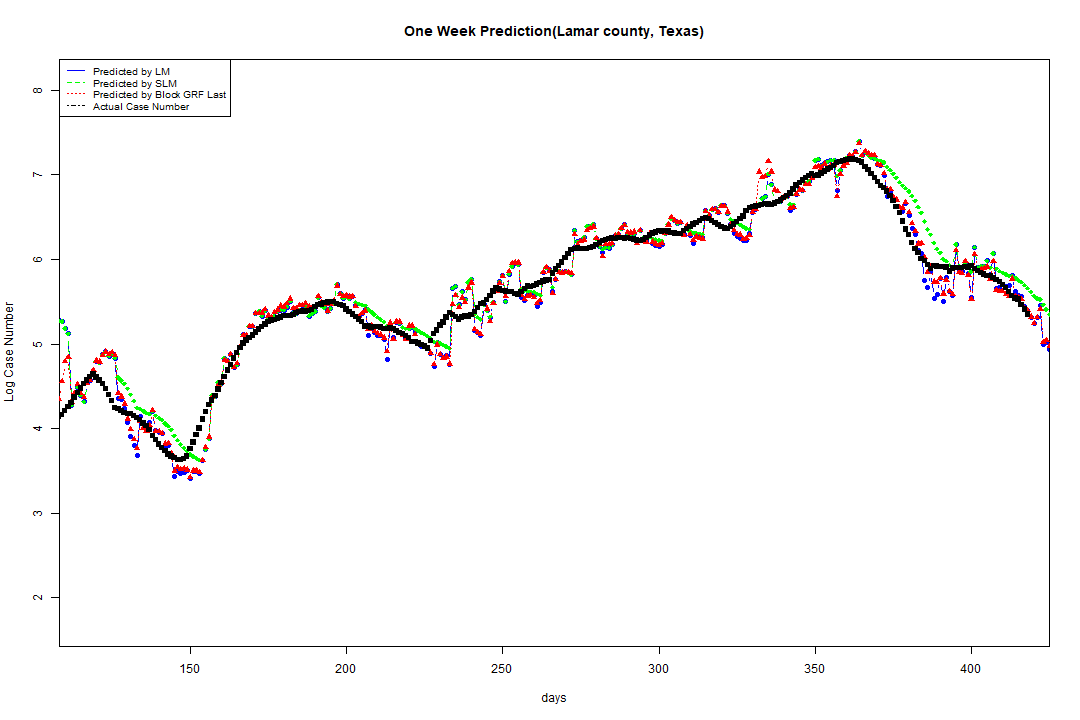 One Week Prediction(Lamar county, Texas)
Predicted by LM
Predicted by SLM
Predicted by Block GRF Last
Actual Case Number
8
7
6
5
4
3
2
Log Case Number
150 200 250 300 350 400
days